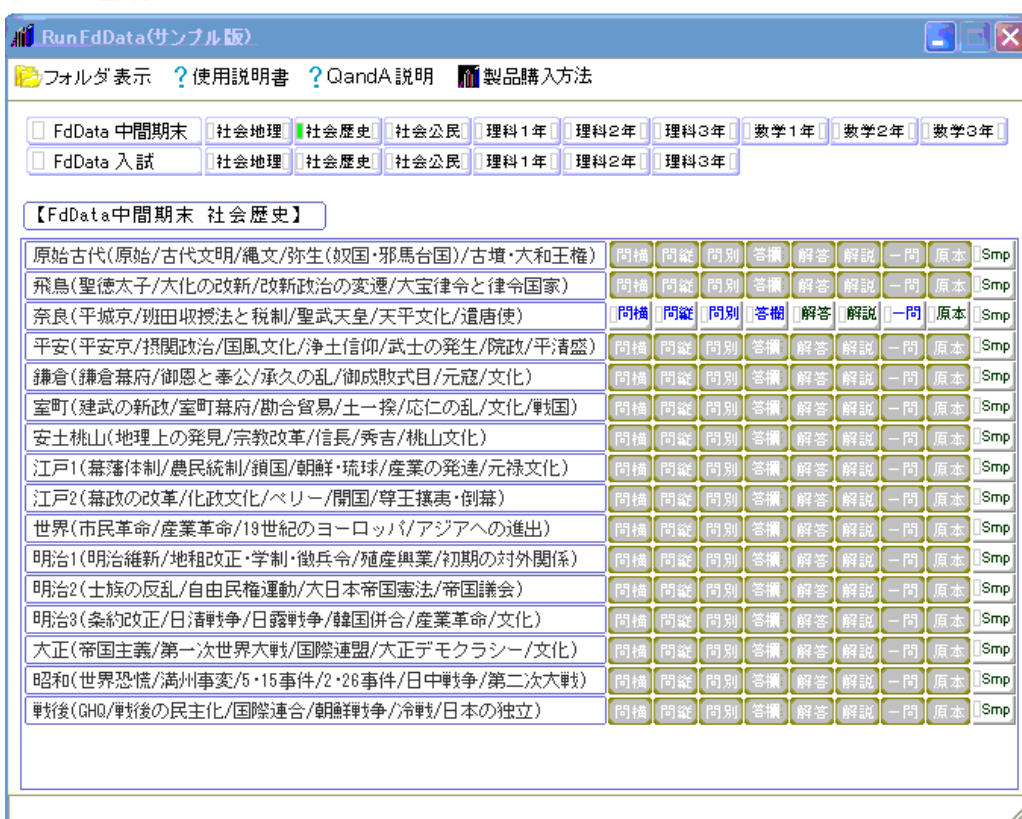 RunFdData(サンプル版)
フォルダ表示 ?使用説明書 ?QandA説明 製品購入方法
FdData 中間期末 社会地理 社会歴史 社会公民 理科1年 理科2年 理科3年 数学1年 数学2年 数学3年
FdData 入試 社会地理 社会歴史 社会公民 理科1年 理科2年 理科3年
【FdData中間期末 社会歴史】
原始古代(原始/古代文明/縄文/弥生(奴国・邪馬台国)/古墳・大和王権) 問横 問縦 問別 答欄 解答 解説 一問 原本 Smp
飛鳥(聖徳太子/大化の改新/改新政治の変遷/大宝律令と律令国家) 問横 問縦 問別 答欄 解答 解説 一問 原本 Smp
奈良(平城京/班田収授法と税制/聖武天皇/天平文化/遣唐使) 問横 問縦 問別 答欄 解答 解説 一問 原本 Smp
平安(平安京/摂関政治/国風文化/浄土信仰/武士の発生/院政/平清盛) 問横 問縦 問別 答欄 解答 解説 一問 原本 Smp
鎌倉(鎌倉幕府/御恩と奉公/承久の乱/御成敗式目/元寇/文化) 問横 問縦 問別 答欄 解答 解説 一問 原本 Smp
室町(建武の新政/室町幕府/勘合貿易/土一揆/応仁の乱/文化/戦国) 問横 問縦 問別 答欄 解答 解説 一問 原本 Smp
安土桃山(地理上の発見/宗教改革/信長/秀吉/桃山文化) 問横 問縦 問別 答欄 解答 解説 一問 原本 Smp
江戸1(幕藩体制/農民統制/鎖国/朝鮮・琉球/産業の発達/元禄文化) 問横 問縦 問別 答欄 解答 解説 一問 原本 Smp
江戸2(幕政の改革/化政文化/ペリー/開国/尊王攘夷・倒幕) 問横 問縦 問別 答欄 解答 解説 一問 原本 Smp
世界(市民革命/産業革命/19世紀のヨーロッパ/アジアへの進出) 問横 問縦 問別 答欄 解答 解説 一問 原本 Smp
明治1(明治維新/地租改正・学制・徴兵令/殖産興業/初期の対外関係) 問横 問縦 問別 答欄 解答 解説 一問 原本 Smp
明治2(士族の反乱/自由民権運動/大日本帝国憲法/帝国議会) 問横 問縦 問別 答欄 解答 解説 一問 原本 Smp
明治3(条約改正/日清戦争/日露戦争/韓国併合/産業革命/文化) 問横 問縦 問別 答欄 解答 解説 一問 原本 Smp
大正(帝国主義/第一次世界大戦/国際連盟/大正デモクラシー/文化) 問横 問縦 問別 答欄 解答 解説 一問 原本 Smp
昭和(世界恐慌/満州事変/5・15事件/2・26事件/日中戦争/第二次大戦) 問横 問縦 問別 答欄 解答 解説 一問 原本 Smp
戦後(GHQ/戦後の民主化/国際連合/朝鮮戦争/冷戦/日本の独立) 問横 問縦 問別 答欄 解答 解説 一問 原本 Smp